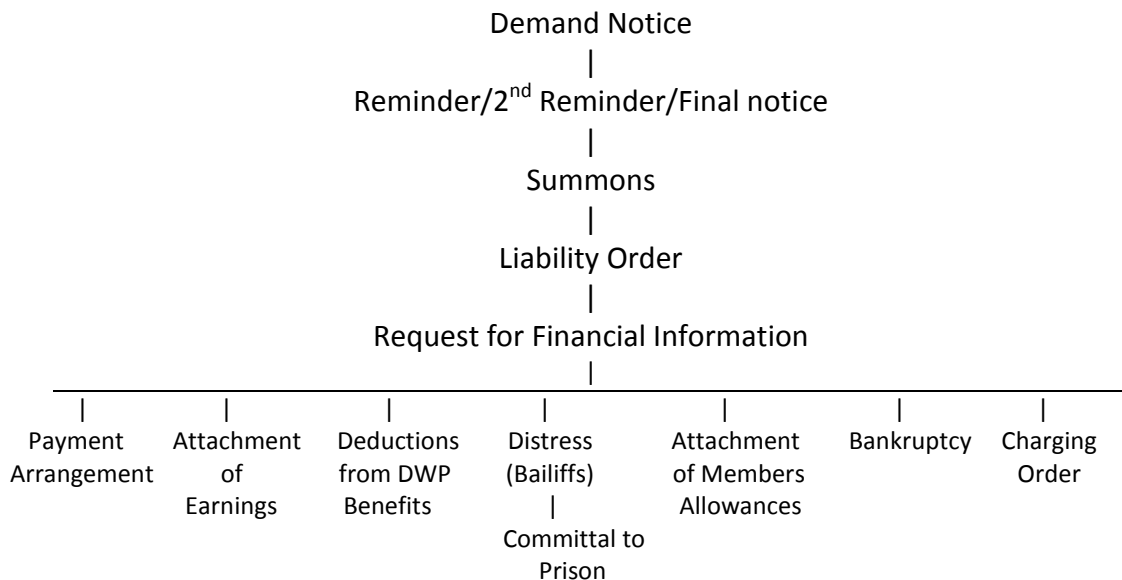 Demand Notice
|
Reminder/2nd Reminder/Final notice
|
Summons
|
Liability Order
|
Request for Financial Information
|
| | | | | | |
Payment Arrangement
Attachment of Earnings
Deductions from DWP Benefits
Distress (Bailiffs)
|
Committal to Prison
Attachment of Members Allowances
Bankruptcy
Charging Order